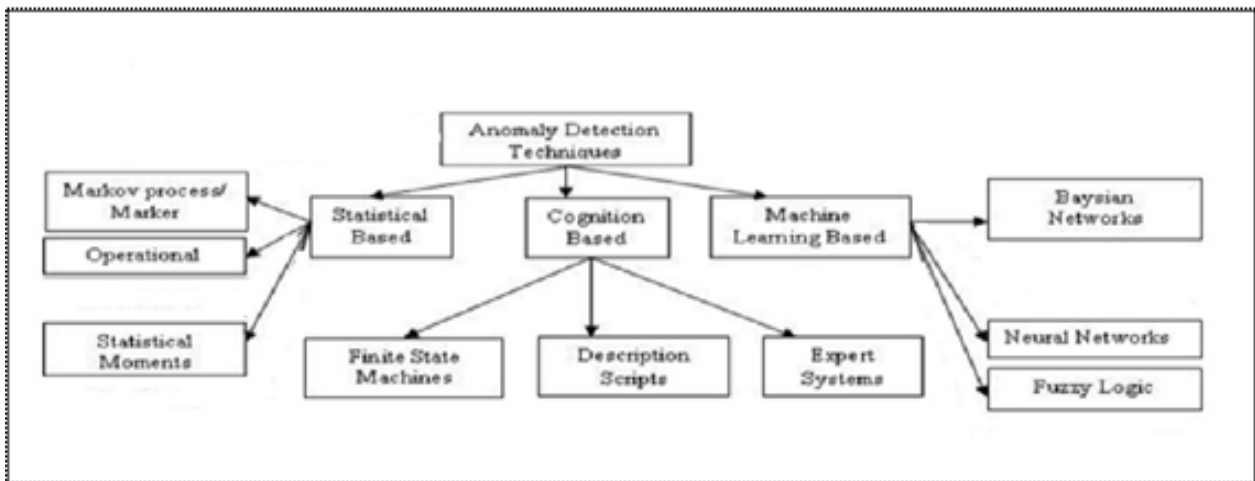 Anomaly Detection
Techniques
Markov process/
Marker
Operational
Statistical
Moments
Statistical
Based
Cognition
Based
Machine
Learning Based
Finite State
Machines
Description
Scripts
Expert
Systems
Baysian
Networks
Neural Networks
Fuzzy Logic